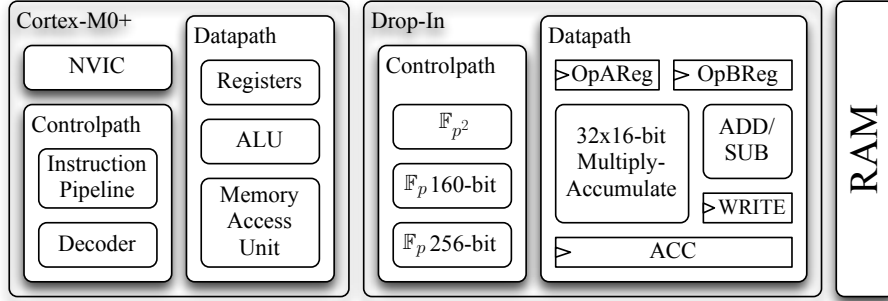 Cortex-M0+
NVIC
Controlpath
Instruction
Pipeline
Decoder
Datapath
Registers
ALU
Memory
Access
Unit
Drop-In
Controlpath
𝔽p²
𝔽p 160-bit
𝔽p 256-bit
Datapath
OpAReg
OpBReg
32x16-bit
Multiply-
Accumulate
ADD/
SUB
WRITE
ACC
RAM